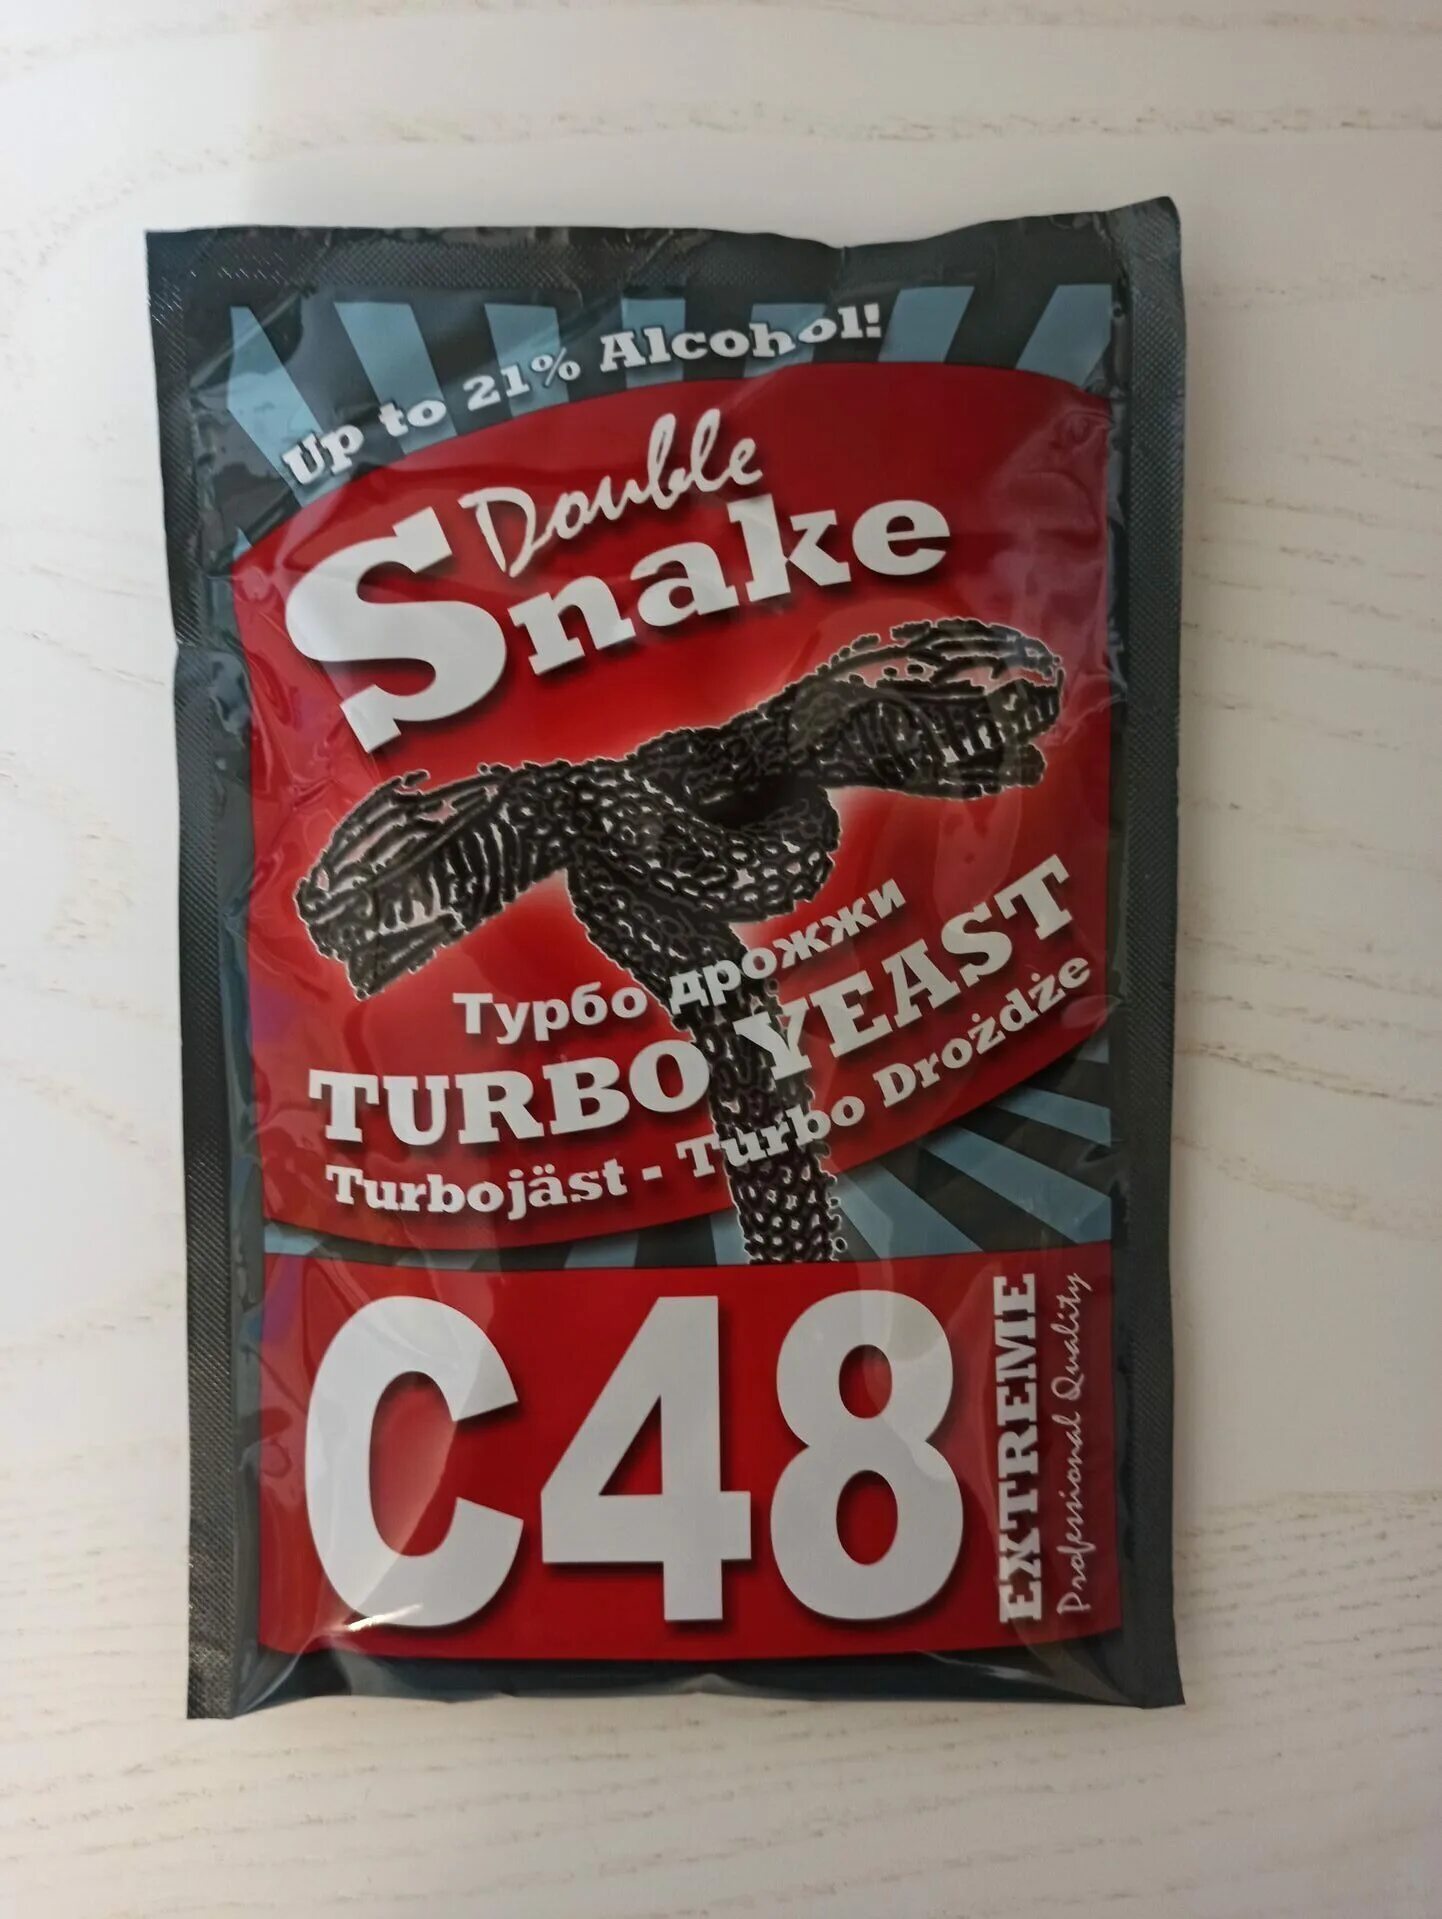 Up to 21% Alcohol!
Double
Snake
Турбо дрожжи
TURBO YEAST
Turbojäst - Turbo Drożdże
C48
EXTREME
Professional Quality